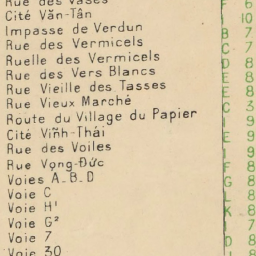 Rue des Vases F 6
Cité Văn-Tân 10
Impasse de Verdun B 7
Rue des Vermicels C 7
Ruelle des Vermicels D 8
Rue des Vers Blancs E 8
Rue Vieille des Tasses E 8
Rue Vieux Marché C 3
Route du Village du Papier I 9
Cité Vĩnh-Thái E 9
Rue des Voiles 9
Rue Vọng-Đức F 8
Voies A_B_D G 8
Voie C L 8
Voie H¹ K 8
Voie G² I 7
Voie 7 D 8
Voie 30 I 8